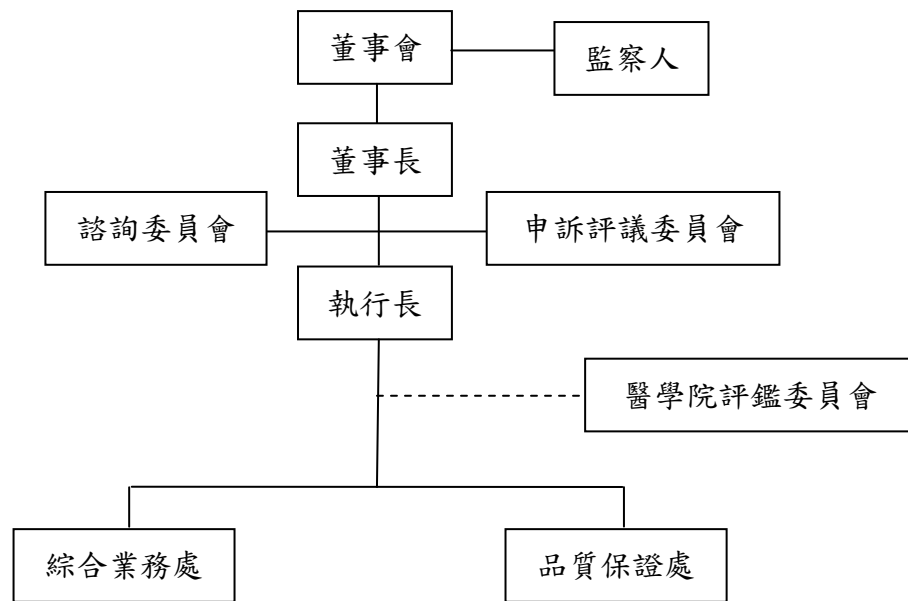 董事會
監察人
董事長
諮詢委員會
申訴評議委員會
執行長
醫學院評鑑委員會
綜合業務處
品質保證處